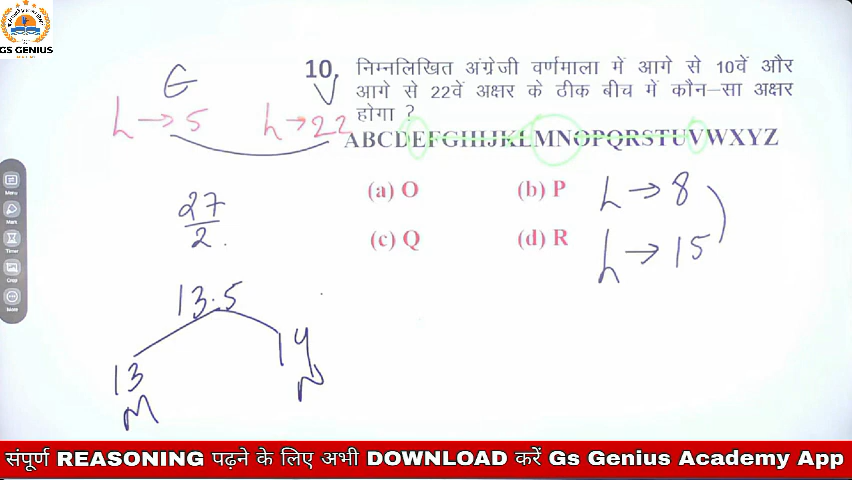 GS GENIUS
10. निम्नलिखित अंग्रेजी वर्णमाला में आगे से 10वें और
आगे से 22वें अक्षर के ठीक बीच में कौन-सा अक्षर
होगा ?
ABCDEFGHIJKLMNOPQRSTUVWXYZ
(a) O (b) P
(c) Q (d) R
L → 5 L → 22
27
2
13.5
13 14
M N
L → 8
L → 15
Mark
Timer
Crop
More
संपूर्ण REASONING पढ़ने के लिए अभी DOWNLOAD करें Gs Genius Academy App